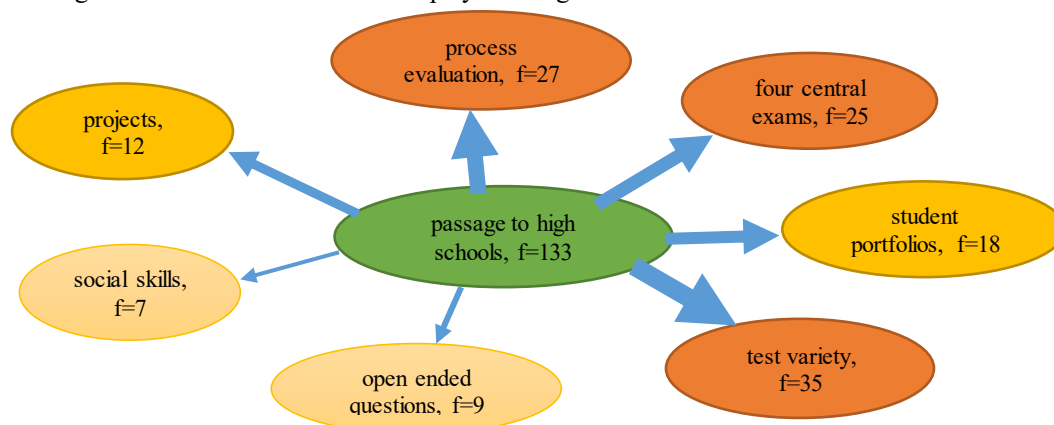 process
evaluation, f=27
four central
exams, f=25
projects,
f=12
passage to high
schools, f=133
student
portfolios, f=18
social skills,
f=7
test variety,
f=35
open ended
questions, f=9